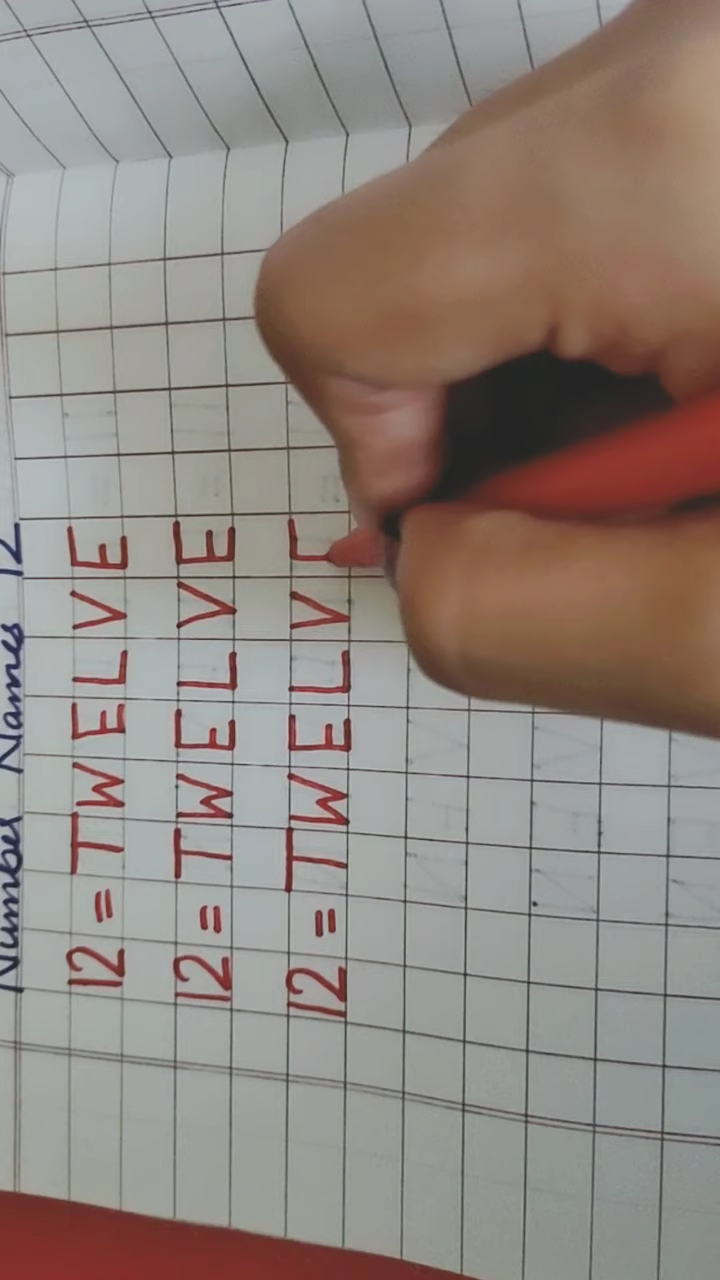 Number Names 12
12 = TWELVE
12 = TWELVE
12 = TWELV